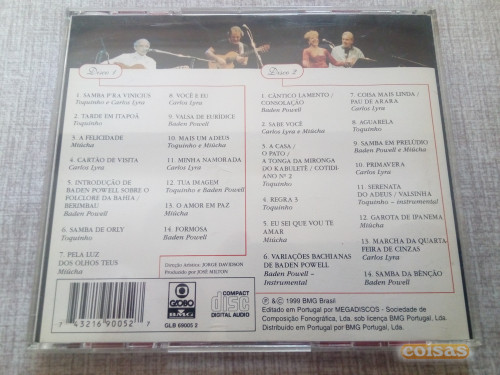 Disco 1
1. SAMBA P'RA VINICIUS
Toquinho e Carlos Lyra
2. TARDE EM ITAPOÃ
Toquinho
3. A FELICIDADE
Miúcha
4. CARTÃO DE VISITA
Carlos Lyra
5. INTRODUÇÃO DE
BADEN POWELL SOBRE O
FOLCLORE DA BAHIA /
BERIMBAU
Baden Powell
6. SAMBA DE ORLY
Toquinho
7. PELA LUZ
DOS OLHOS TEUS
Miúcha
8. VOCÊ E EU
Carlos Lyra
9. VALSA DE EURÍDICE
Baden Powell
10. MAIS UM ADEUS
Toquinho e Miúcha
11. MINHA NAMORADA
Carlos Lyra
12. TUA IMAGEM
Toquinho e Baden Powell
13. O AMOR EM PAZ
Miúcha
14. FORMOSA
Baden Powell
Direção Artística: JORGE DAVIDSON
Produzido por JOSÉ MILTON
Disco 2
1. CÂNTICO LAMENTO /
CONSOLAÇÃO
Baden Powell
2. SABE VOCÊ
Carlos Lyra e Miúcha
3. A CASA /
O PATO /
A TONGA DA MIRONGA
DO KABULETÊ / COTIDI-
ANO Nº 2
Toquinho
4. REGRA 3
Toquinho
5. EU SEI QUE VOU TE
AMAR
Miúcha
6. VARIAÇÕES BACHIANAS
DE BADEN POWELL
Baden Powell -
Instrumental
7. COISA MAIS LINDA /
PAU DE ARARA
Carlos Lyra
8. AQUARELA
Toquinho
9. SAMBA EM PRELÚDIO
Baden Powell e Miúcha
10. PRIMAVERA
Carlos Lyra
11. SERENATA
DO ADEUS / VALSINHA
Toquinho - instrumental
12. GAROTA DE IPANEMA
Miúcha
13. MARCHA DA QUARTA
FEIRA DE CINZAS
Carlos Lyra
14. SAMBA DA BÊNÇÃO
Baden Powell
7 43216 90052 7
GLOBO
BMG
GLB 69005 2
COMPACT
disc
DIGITAL AUDIO
℗ &© 1999 BMG Brasil
Editado em Portugal por MEGADISCOS - Sociedade de
Composição Fonográfica, Lda. sob licença BMG Portugal, Lda.
Distribuído em Portugal por BMG Portugal, Lda.
coisas